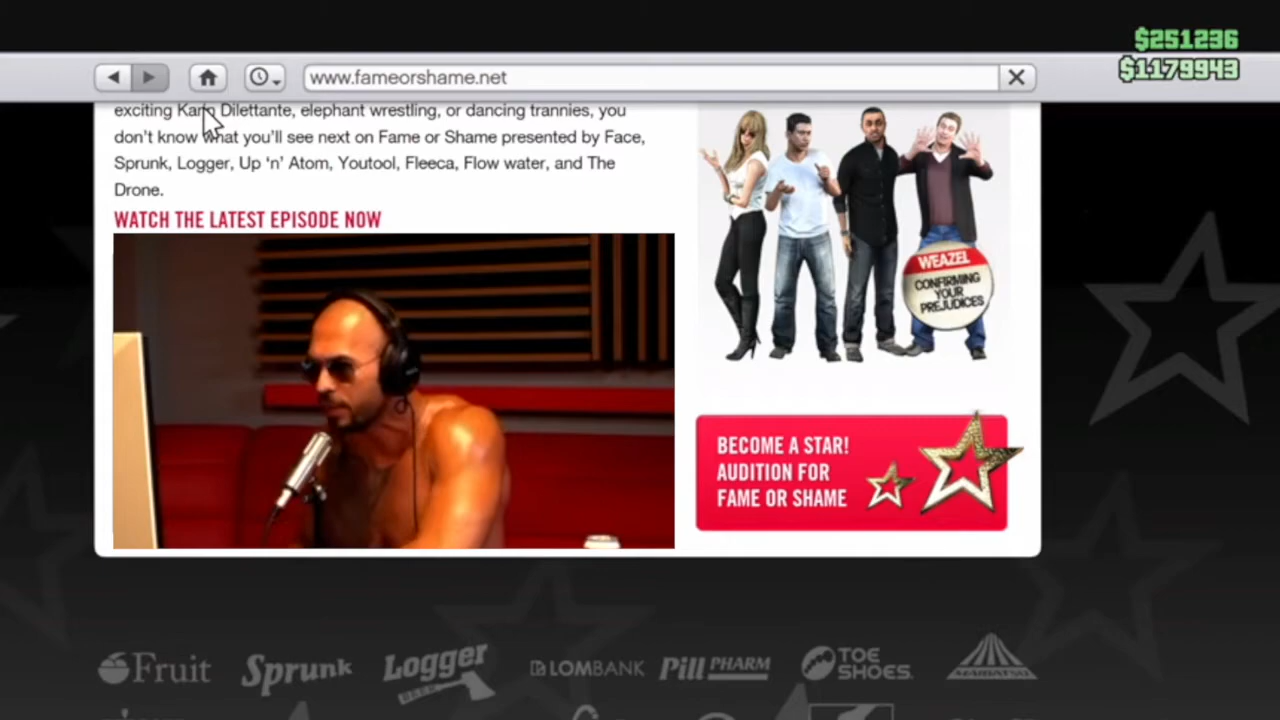 $251236
$1179943
www.fameorshame.net
exciting Karin Dilettante, elephant wrestling, or dancing trannies, you
don't know what you'll see next on Fame or Shame presented by Face,
Sprunk, Logger, Up 'n' Atom, Youtool, Fleeca, Flow water, and The
Drone.
WATCH THE LATEST EPISODE NOW
WEAZEL
CONFIRMING
YOUR
PREJUDICES
BECOME A STAR!
AUDITION FOR
FAME OR SHAME
Fruit
Sprunk
Logger
BEER
LOMBANK
Pill PHARM
TOE
SHOES
MAIBATSU